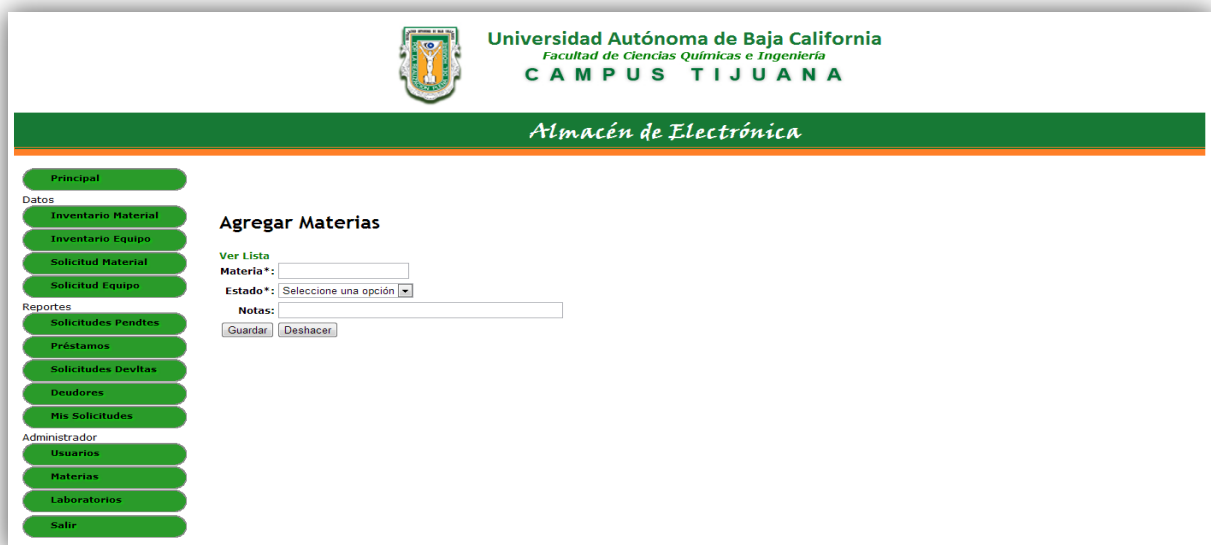 Universidad Autónoma de Baja California
Facultad de Ciencias Químicas e Ingeniería
CAMPUS TIJUANA
Almacén de Electrónica
Principal
Datos
Inventario Material
Inventario Equipo
Solicitud Material
Solicitud Equipo
Reportes
Solicitudes Pendtes
Préstamos
Solicitudes Devltas
Deudores
Mis Solicitudes
Administrador
Usuarios
Materias
Laboratorios
Salir
Agregar Materias
Ver Lista
Materia*:
Estado*: Seleccione una opción
Notas:
Guardar Deshacer